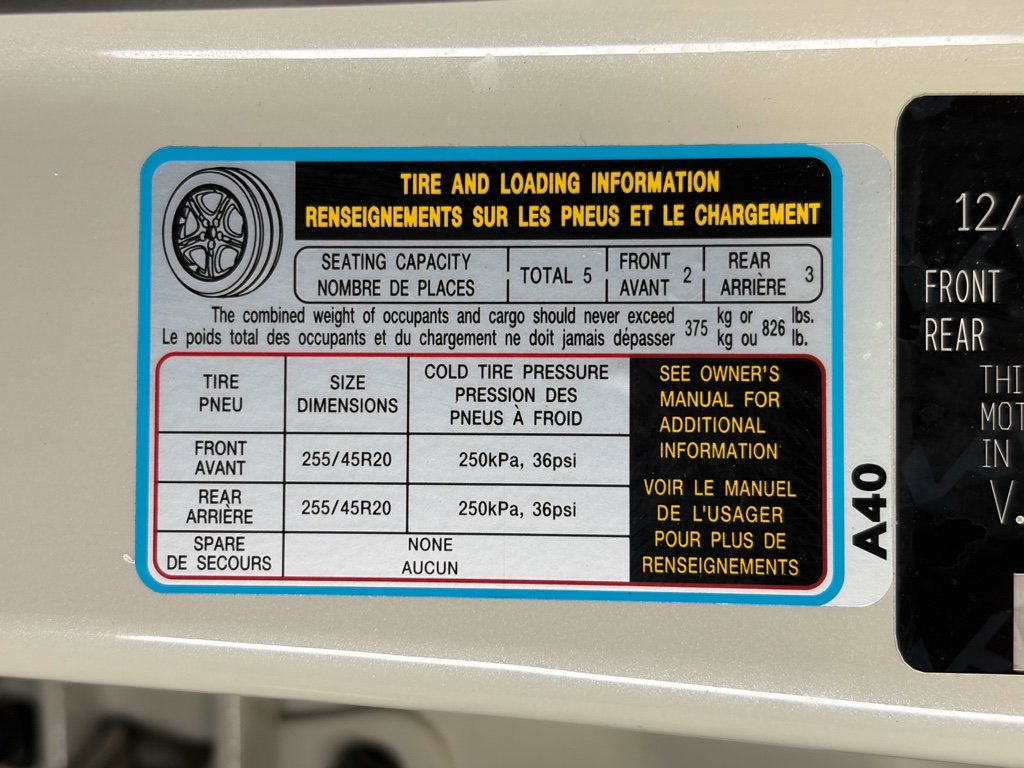 TIRE AND LOADING INFORMATION
RENSEIGNEMENTS SUR LES PNEUS ET LE CHARGEMENT
SEATING CAPACITY
NOMBRE DE PLACES
TOTAL 5
FRONT
AVANT
2
REAR
ARRIÈRE
3
The combined weight of occupants and cargo should never exceed
Le poids total des occupants et du chargement ne doit jamais dépasser
375
kg or
kg ou
826
lbs.
lb.
TIRE
PNEU
SIZE
DIMENSIONS
COLD TIRE PRESSURE
PRESSION DES
PNEUS À FROID
FRONT
AVANT
255/45R20
250kPa, 36psi
REAR
ARRIÈRE
255/45R20
250kPa, 36psi
SPARE
DE SECOURS
NONE
AUCUN
SEE OWNER'S
MANUAL FOR
ADDITIONAL
INFORMATION
VOIR LE MANUEL
DE L'USAGER
POUR PLUS DE
RENSEIGNEMENTS
A40
12/
FRONT
REAR
THI
MOT
IN
V.